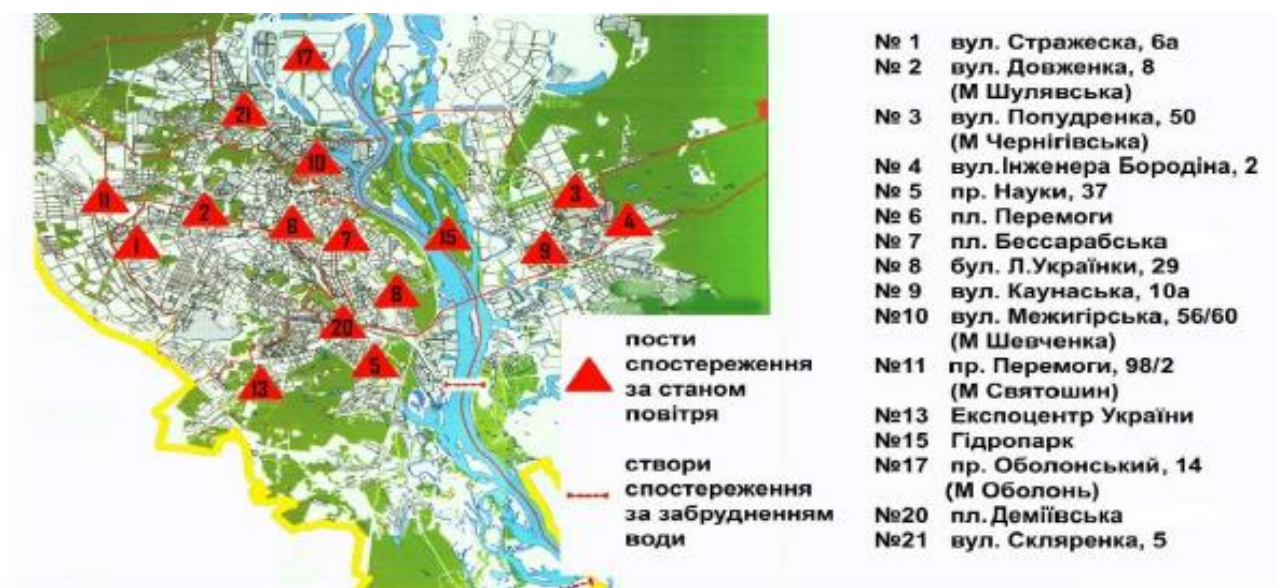 17
21
10
11
2
3
4
1
6
7
15
9
8
20
5
13
пости
спостереження
за станом
повітря
створи
спостереження
за забрудненням
води
№ 1 вул. Стражеска, 6а
№ 2 вул. Довженка, 8
(М Шулявська)
№ 3 вул. Попудренка, 50
(М Чернігівська)
№ 4 вул.Інженера Бородіна, 2
№ 5 пр. Науки, 37
№ 6 пл. Перемоги
№ 7 пл. Бессарабська
№ 8 бул. Л.Українки, 29
№ 9 вул. Каунаська, 10а
№10 вул. Межигірська, 56/60
(М Шевченка)
№11 пр. Перемоги, 98/2
(М Святошин)
№13 Експоцентр України
№15 Гідропарк
№17 пр. Оболонський, 14
(М Оболонь)
№20 пл.Деміївська
№21 вул. Скляренка, 5